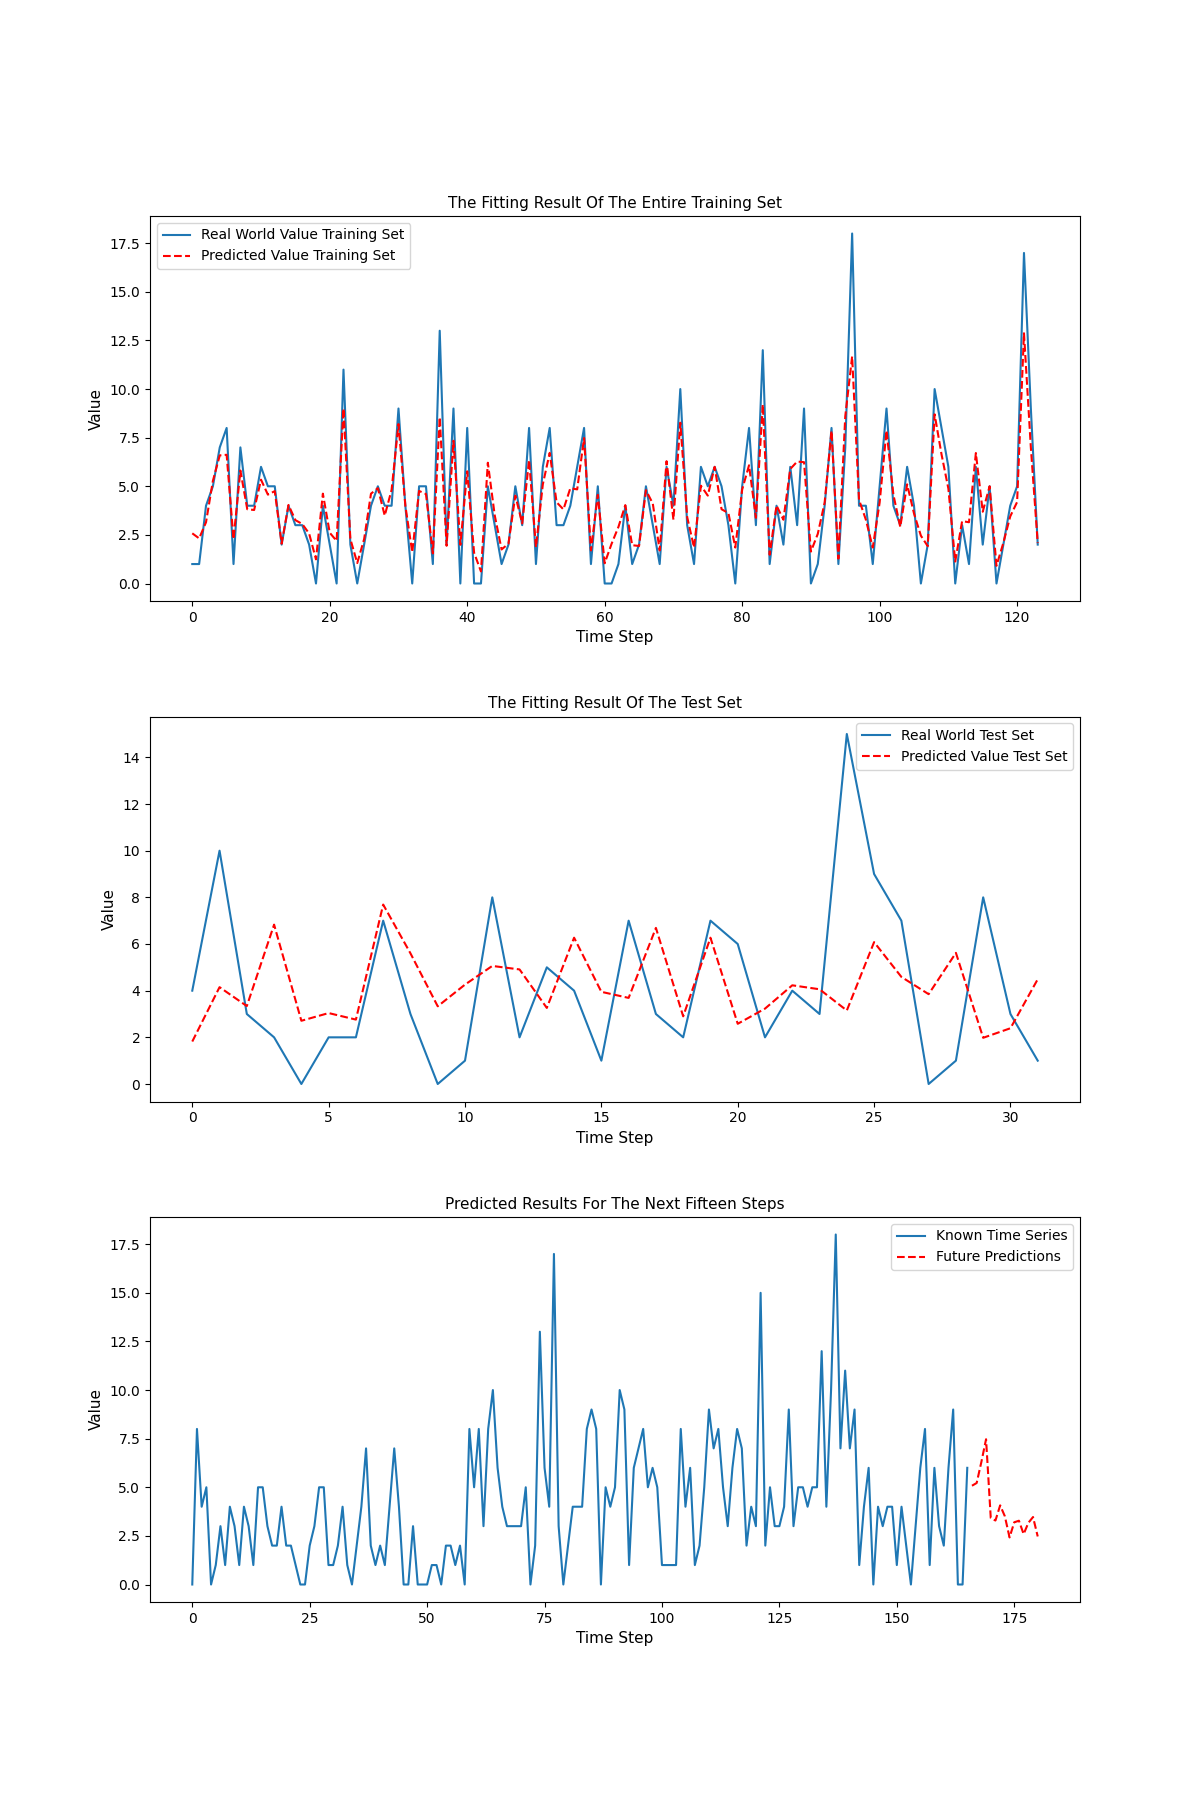 The Fitting Result Of The Entire Training Set
Real World Value Training Set
Predicted Value Training Set
17.5
15.0
12.5
10.0
7.5
5.0
2.5
0.0
Value
0 20 40 60 80 100 120
Time Step
The Fitting Result Of The Test Set
Real World Test Set
Predicted Value Test Set
14
12
10
8
6
4
2
0
Value
0 5 10 15 20 25 30
Time Step
Predicted Results For The Next Fifteen Steps
Known Time Series
Future Predictions
17.5
15.0
12.5
10.0
7.5
5.0
2.5
0.0
Value
0 25 50 75 100 125 150 175
Time Step